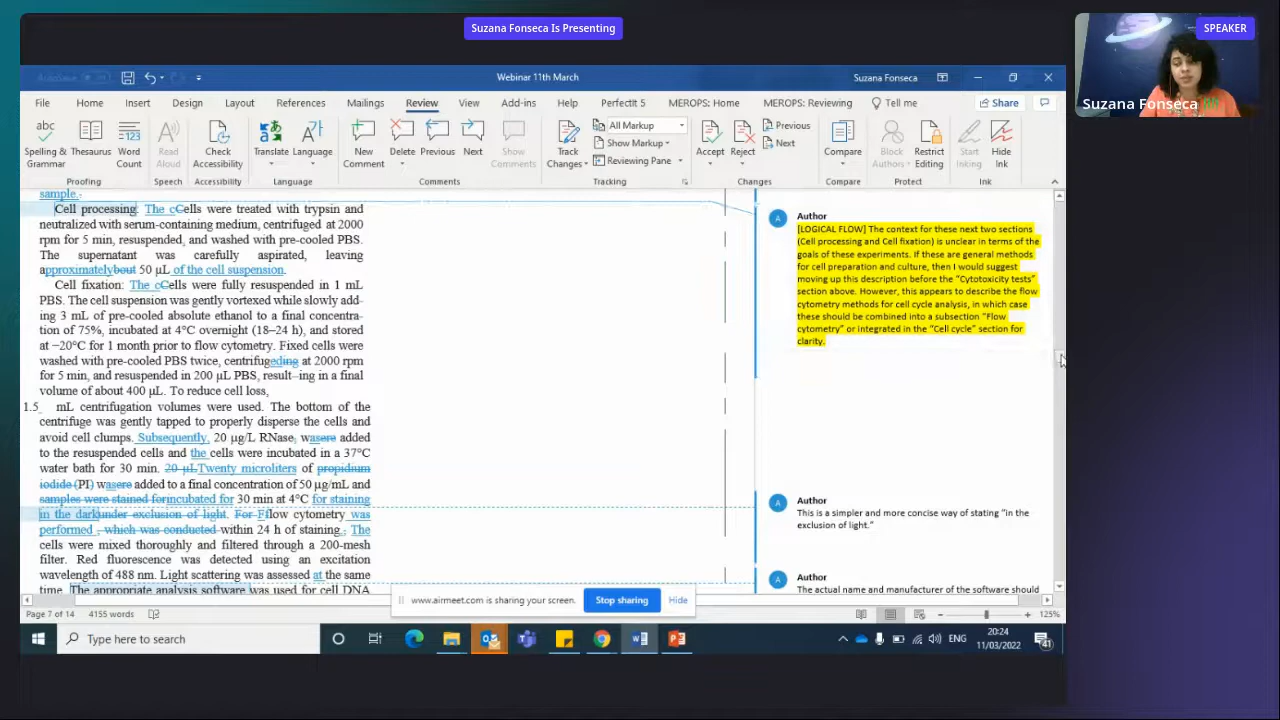 Suzana Fonseca Is Presenting
SPEAKER
Suzana Fonseca
Webinar 11th March
Suzana Fonseca
File Home Insert Design Layout References Mailings Review View Add-ins Help PerfectIt 5 MEROPS: Home MEROPS: Reviewing Tell me Share
Spelling & Grammar
Thesaurus
Word Count
Read Aloud
Check Accessibility
Translate
Language
New Comment
Delete
Previous
Next
Show Comments
Track Changes
All Markup
Show Markup
Reviewing Pane
Accept
Reject
Previous
Next
Compare
Block Authors
Restrict Editing
Start Inking
Hide Ink
Proofing Speech Accessibility Language Comments Tracking Changes Compare Protect Ink
sample.
Cell processing: The cCells were treated with trypsin and
neutralized with serum-containing medium, centrifuged at 2000
rpm for 5 min, resuspended, and washed with pre-cooled PBS.
The supernatant was carefully aspirated, leaving
approximatelybout 50 μL of the cell suspension.
Cell fixation: The cCells were fully resuspended in 1 mL
PBS. The cell suspension was gently vortexed while slowly add-
ing 3 mL of pre-cooled absolute ethanol to a final concentra-
tion of 75%, incubated at 4°C overnight (18–24 h), and stored
at −20°C for 1 month prior to flow cytometry. Fixed cells were
washed with pre-cooled PBS twice, centrifugeding at 2000 rpm
for 5 min, and resuspended in 200 μL PBS, result-ing in a final
volume of about 400 μL. To reduce cell loss,
1.5 mL centrifugation volumes were used. The bottom of the
centrifuge was gently tapped to properly disperse the cells and
avoid cell clumps. Subsequently, 20 μg/L RNase, wasere added
to the resuspended cells and the cells were incubated in a 37°C
water bath for 30 min. 20 μLTwenty microliters of propidium
iodide (PI) wasere added to a final concentration of 50 μg/mL and
samples were stained forincubated for 30 min at 4°C for staining
in the darkunder exclusion of light. For Fflow cytometry was
performed , which was conducted within 24 h of staining.. The
cells were mixed thoroughly and filtered through a 200-mesh
filter. Red fluorescence was detected using an excitation
wavelength of 488 nm. Light scattering was assessed at the same
time. The appropriate analysis software was used for cell DNA
A
Author
[LOGICAL FLOW] The context for these next two sections
(Cell processing and Cell fixation) is unclear in terms of the
goals of these experiments. If these are general methods
for cell preparation and culture, then I would suggest
moving up this description before the “Cytotoxicity tests”
section above. However, this appears to describe the flow
cytometry methods for cell cycle analysis, in which case
these should be combined into a subsection “Flow
cytometry” or integrated in the “Cell cycle” section for
clarity.
A
Author
This is a simpler and more concise way of stating “in the
exclusion of light.”
A
Author
The actual name and manufacturer of the software should
www.airmeet.com is sharing your screen. Stop sharing Hide
Page 7 of 14 4155 words 125%
Type here to search
ENG
20:24
11/03/2022
41